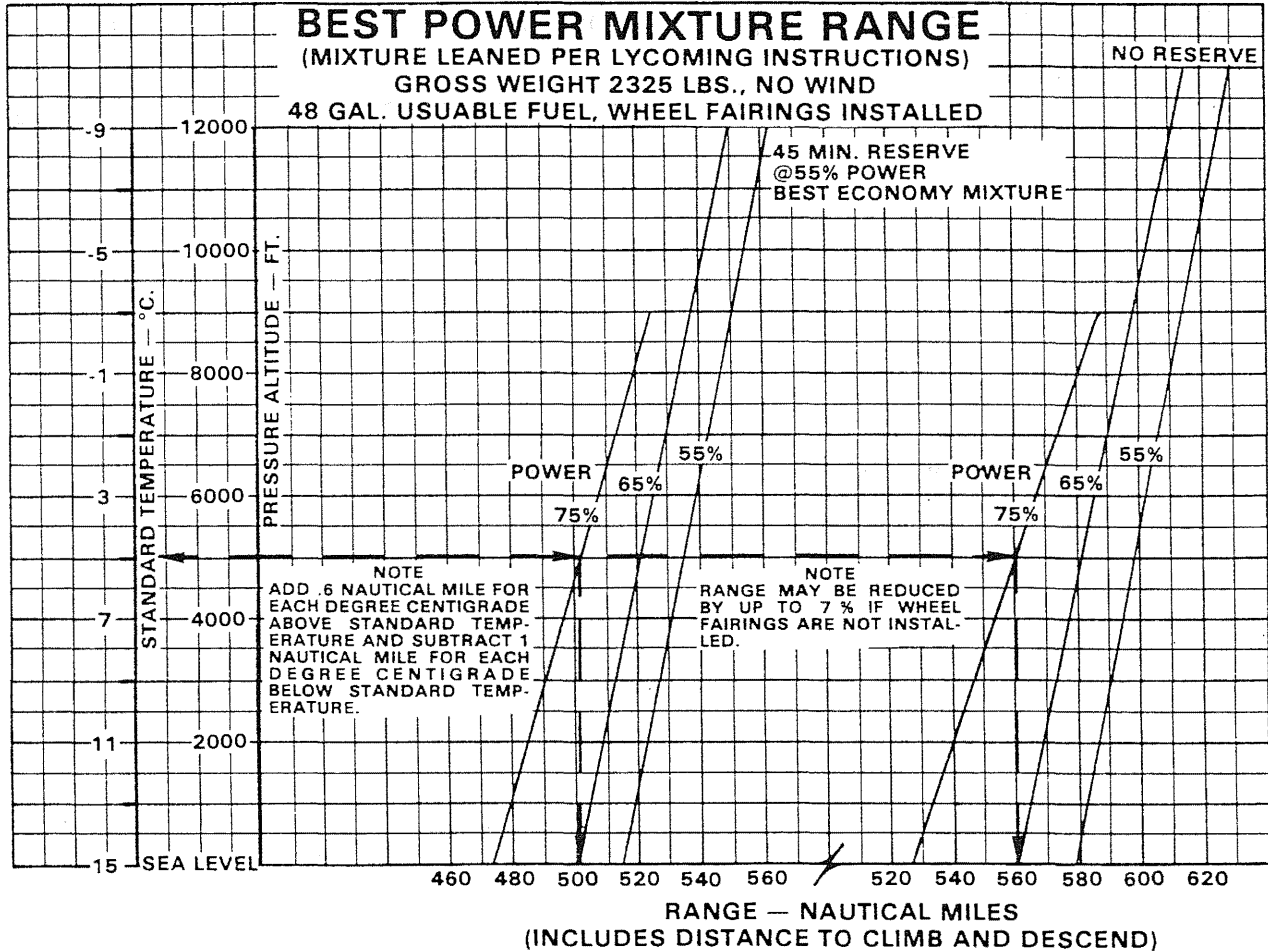 BEST POWER MIXTURE RANGE
(MIXTURE LEANED PER LYCOMING INSTRUCTIONS)
GROSS WEIGHT 2325 LBS., NO WIND
48 GAL. USUABLE FUEL, WHEEL FAIRINGS INSTALLED
NO RESERVE
45 MIN. RESERVE
@55% POWER
BEST ECONOMY MIXTURE
STANDARD TEMPERATURE — °C.
PRESSURE ALTITUDE — FT.
-9 12000
-5 10000
-1 8000
3 6000
7 4000
11 2000
15 SEA LEVEL
POWER
75%
65%
55%
POWER
75%
65%
55%
NOTE
ADD .6 NAUTICAL MILE FOR
EACH DEGREE CENTIGRADE
ABOVE STANDARD TEMP-
ERATURE AND SUBTRACT 1
NAUTICAL MILE FOR EACH
DEGREE CENTIGRADE
BELOW STANDARD TEMP-
ERATURE.
NOTE
RANGE MAY BE REDUCED
BY UP TO 7 % IF WHEEL
FAIRINGS ARE NOT INSTAL-
LED.
460 480 500 520 540 560 520 540 560 580 600 620
RANGE — NAUTICAL MILES
(INCLUDES DISTANCE TO CLIMB AND DESCEND)